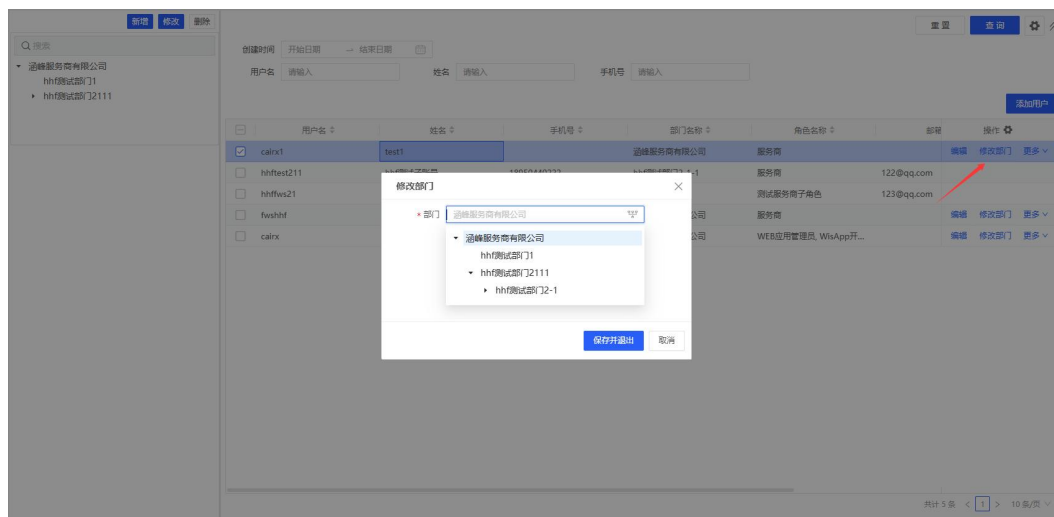 新增 修改 删除
重置 查询
搜索
创建时间 开始日期 → 结束日期
涵峰服务商有限公司
hhf测试部门1
用户名 请输入 姓名 请输入 手机号 请输入
hhf测试部门2111
添加用户
用户名 姓名 手机号 部门名称 角色名称 邮箱 操作
cairx1 test1 涵峰服务商有限公司 服务商 编辑 修改部门 更多
hhftest211 服务商 122@qq.com
hhffws21 测试服务商子角色 123@qq.com
fwshhf 公司 服务商 编辑 修改部门 更多
cairx 公司 WEB应用管理员, WisApp开... 编辑 修改部门 更多
修改部门
* 部门 涵峰服务商有限公司
涵峰服务商有限公司
hhf测试部门1
hhf测试部门2111
hhf测试部门2-1
保存并退出 取消
共计 5 条 < 1 > 10 条/页